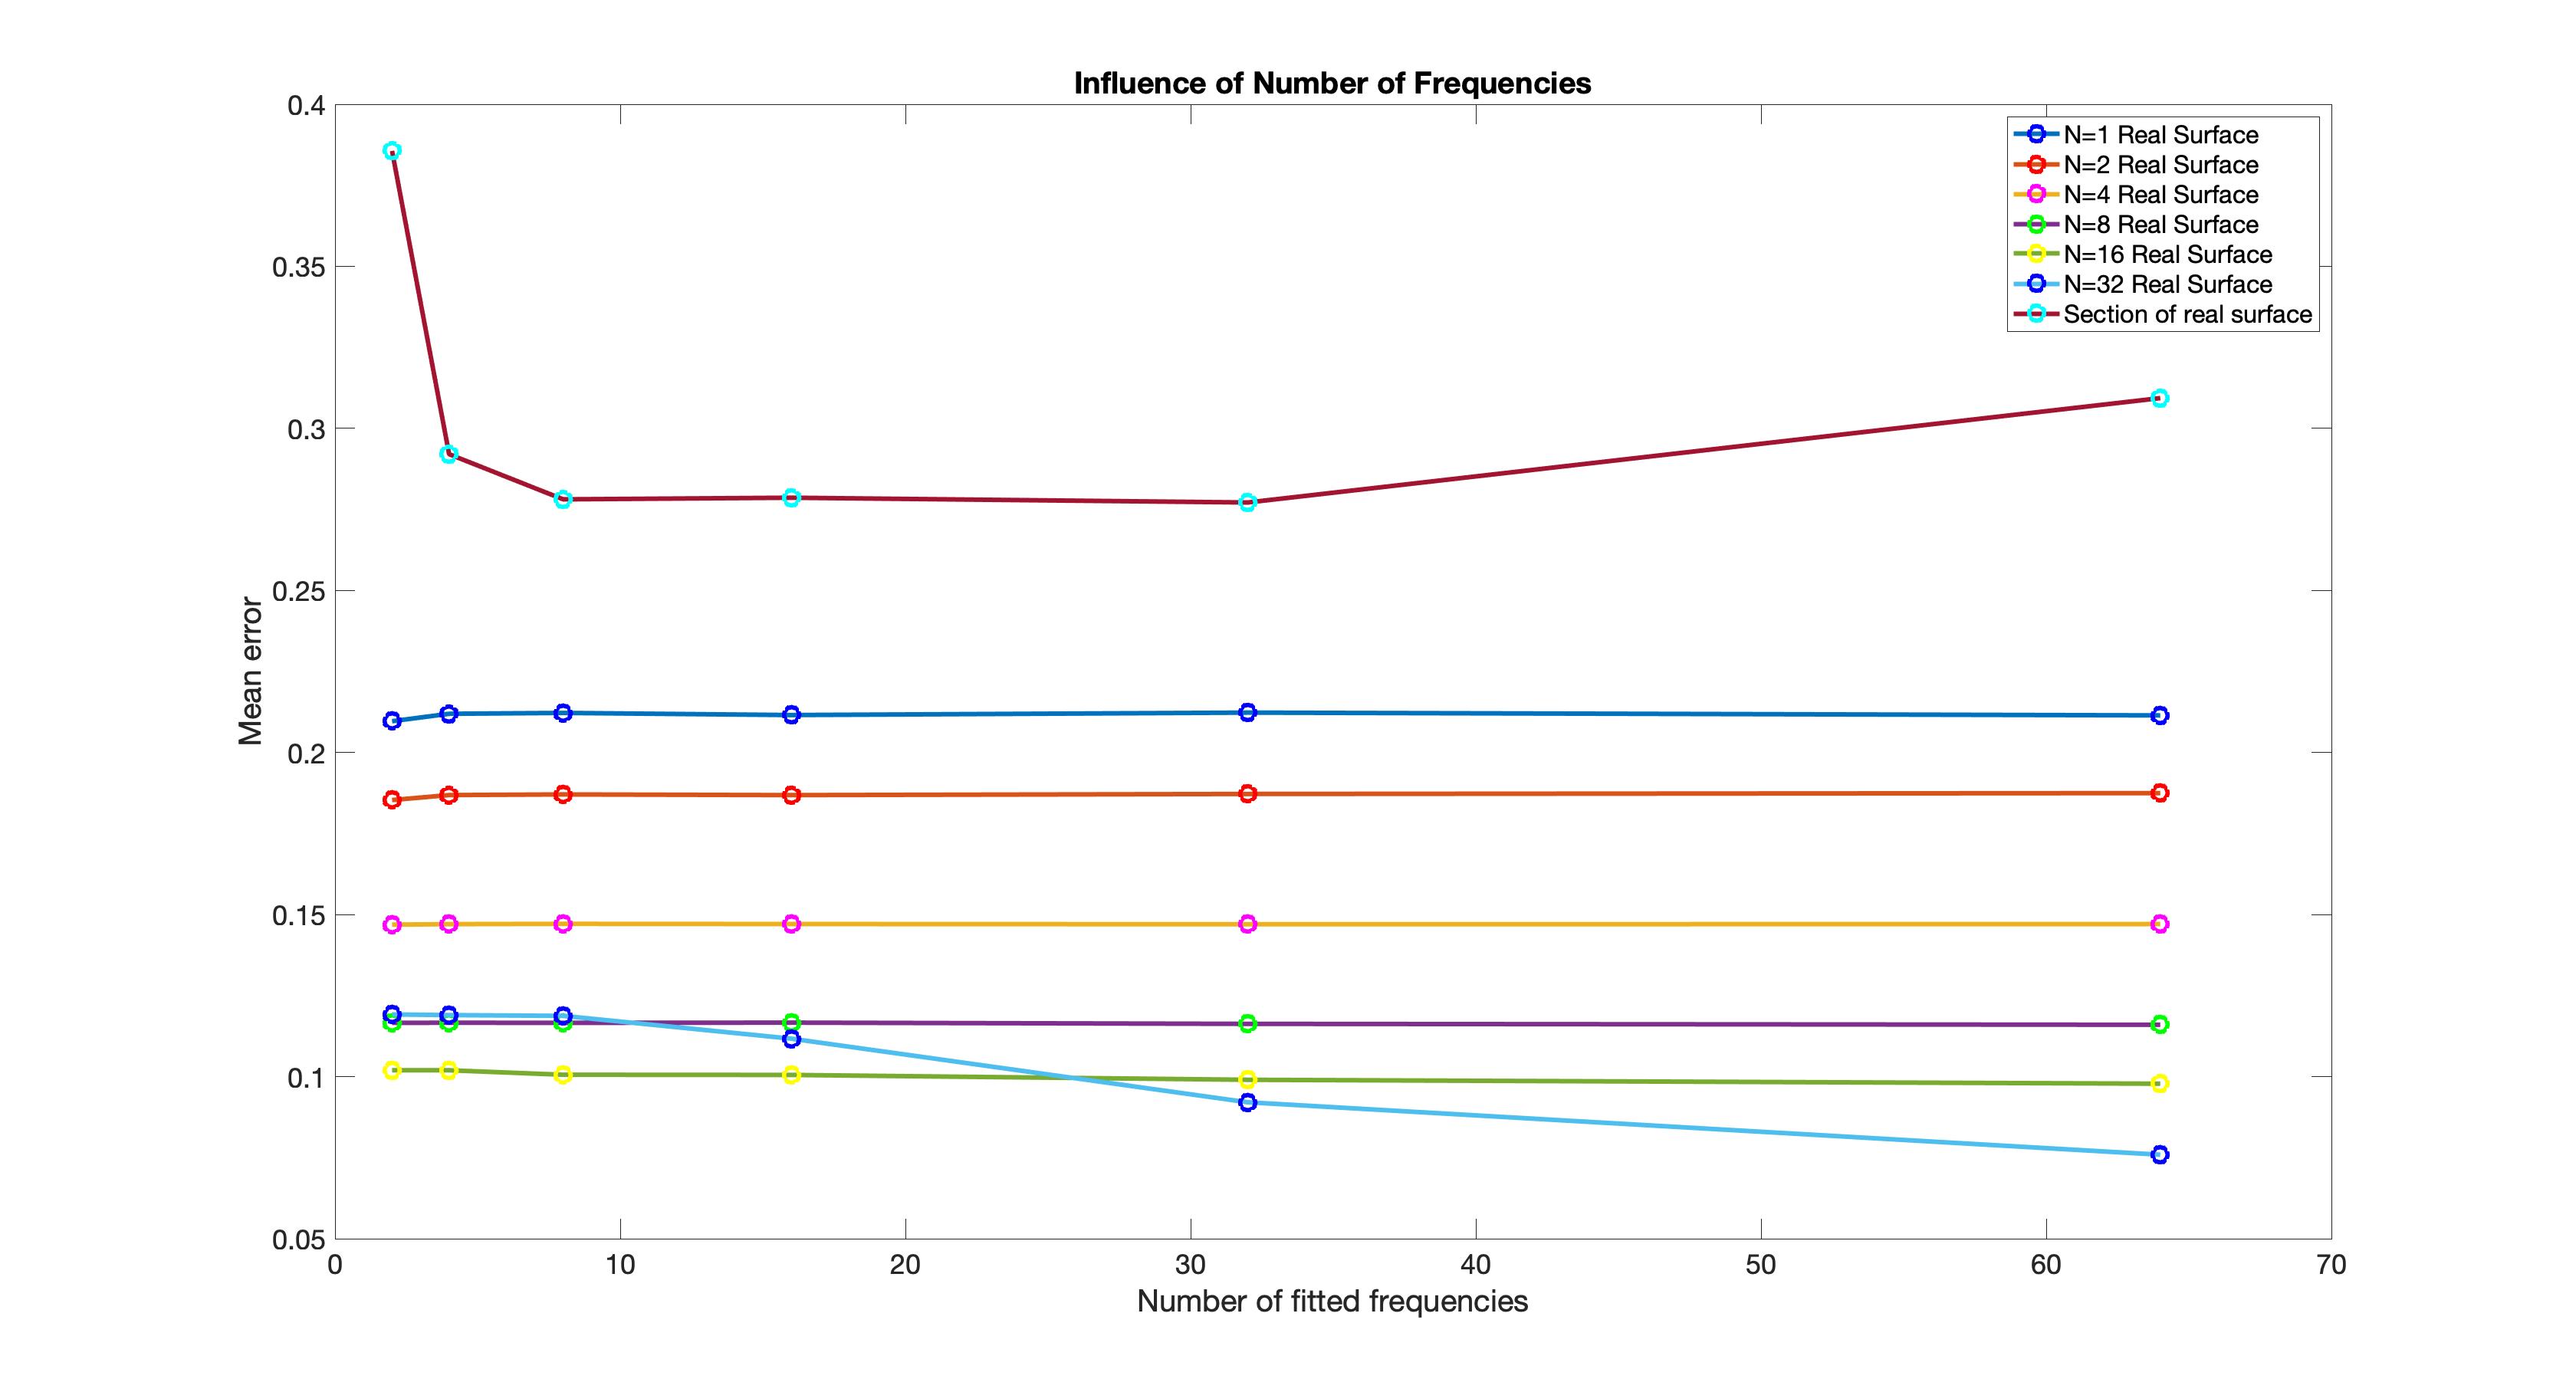 Influence of Number of Frequencies
0.4
0.35
0.3
0.25
0.2
0.15
0.1
0.05
Mean error
N=1 Real Surface
N=2 Real Surface
N=4 Real Surface
N=8 Real Surface
N=16 Real Surface
N=32 Real Surface
Section of real surface
0 10 20 30 40 50 60 70
Number of fitted frequencies